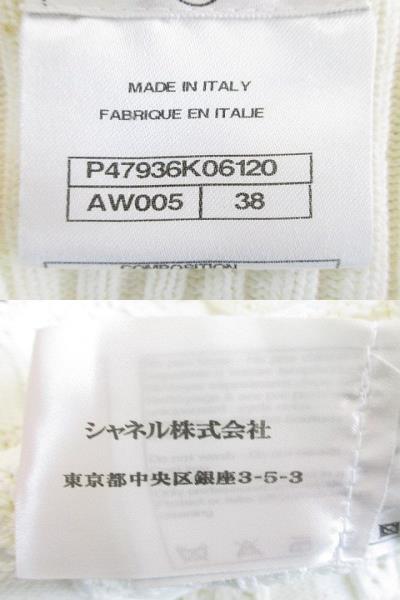 MADE IN ITALY
FABRIQUE EN ITALIE
P47936K06120
AW005 38
COMPOSITION
シャネル株式会社
東京都中央区銀座3-5-3